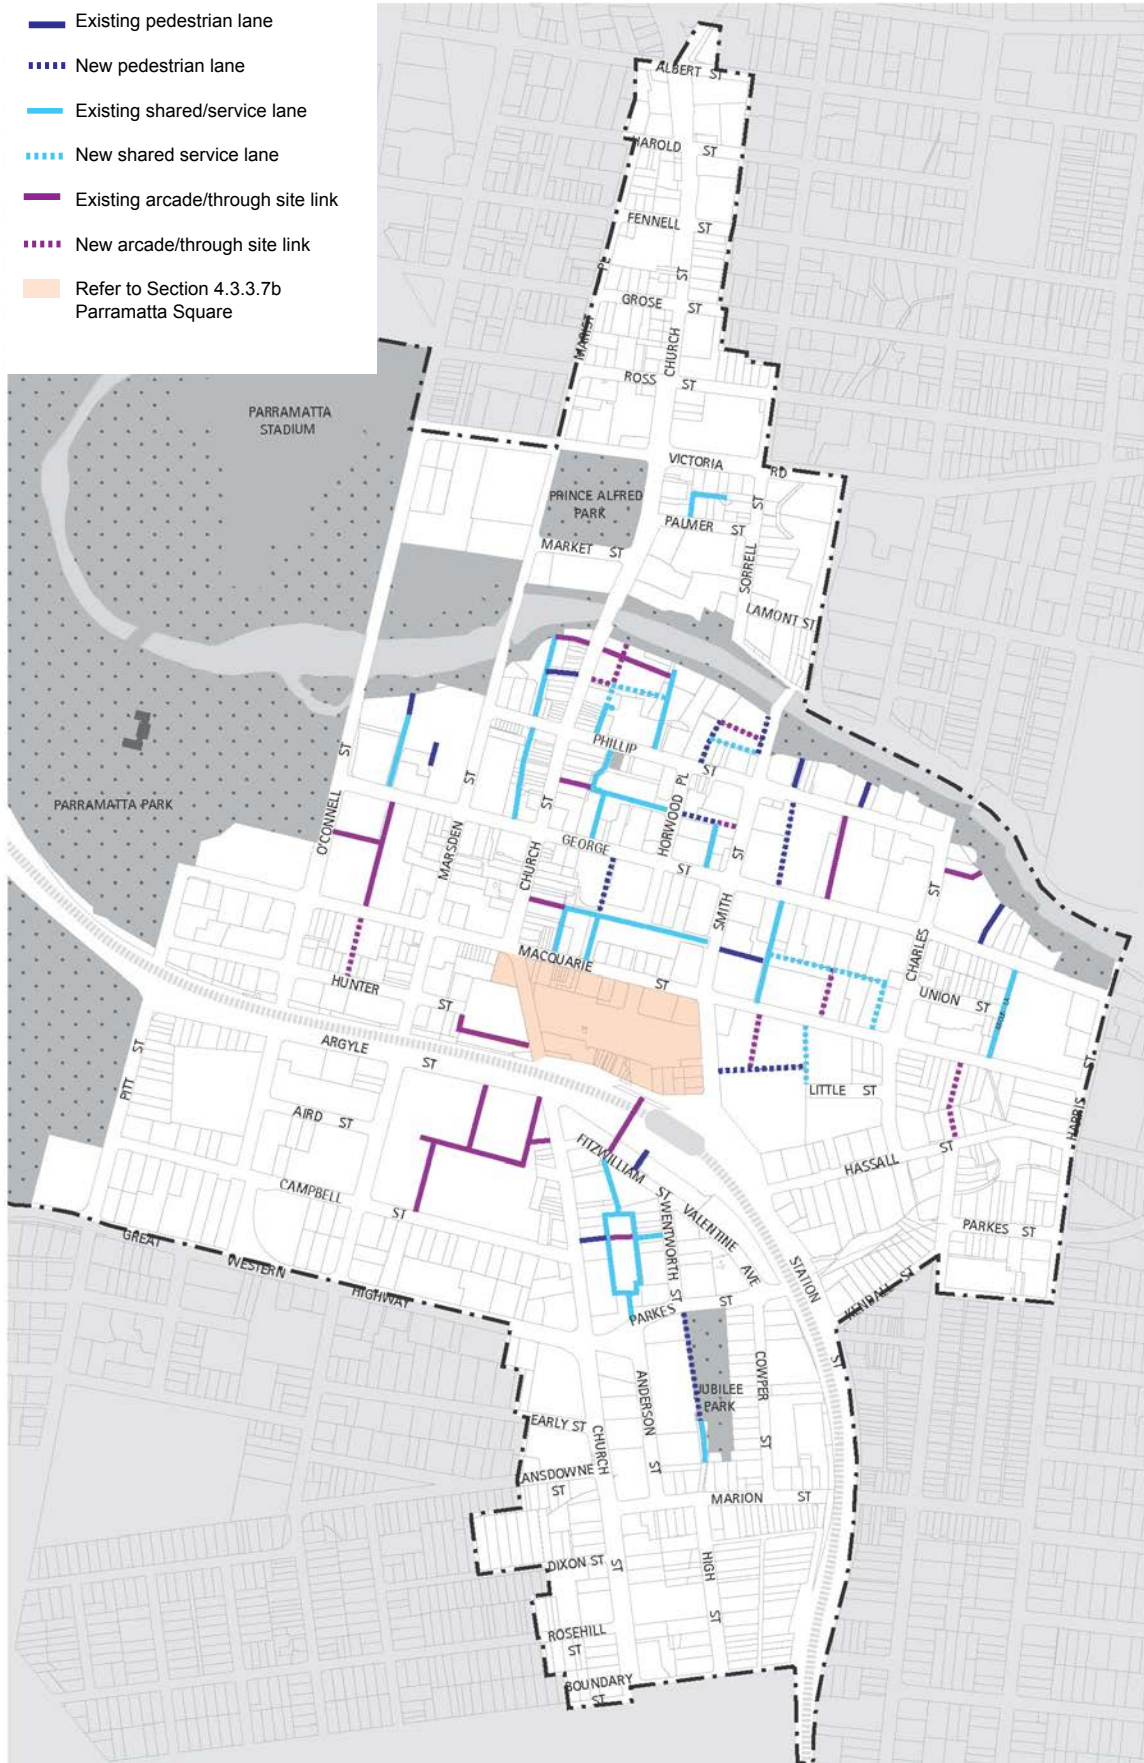 Existing pedestrian lane
New pedestrian lane
Existing shared/service lane
New shared service lane
Existing arcade/through site link
New arcade/through site link
Refer to Section 4.3.3.7b
Parramatta Square
ALBERT ST
HAROLD ST
FENNELL ST
GROSE ST
MARIST PL
CHURCH ST
ROSS ST
PARRAMATTA
STADIUM
VICTORIA RD
PRINCE ALFRED
PARK
PALMER ST
MARKET ST
SORRELL ST
LAMONT ST
PHILLIP ST
PARRAMATTA PARK
O'CONNELL ST
MARSDEN ST
CHURCH ST
GEORGE ST
HORWOOD PL
SMITH ST
CHARLES ST
MACQUARIE ST
HUNTER ST
UNION ST
ARGYLE ST
LITTLE ST
PITT ST
AIRD ST
HARRIS ST
HASSALL ST
FITZWILLIAM ST
CAMPBELL ST
WENTWORTH ST
VALENTINE AVE
PARKES ST
STATION ST
KENDALL ST
GREAT WESTERN HIGHWAY
PARKES ST
COWPER ST
JUBILEE
PARK
ANDERSON ST
EARLY ST
CHURCH ST
LANSDOWNE
ST
MARION ST
DIXON ST
HIGH ST
ROSEHILL
ST
BOUNDARY
ST